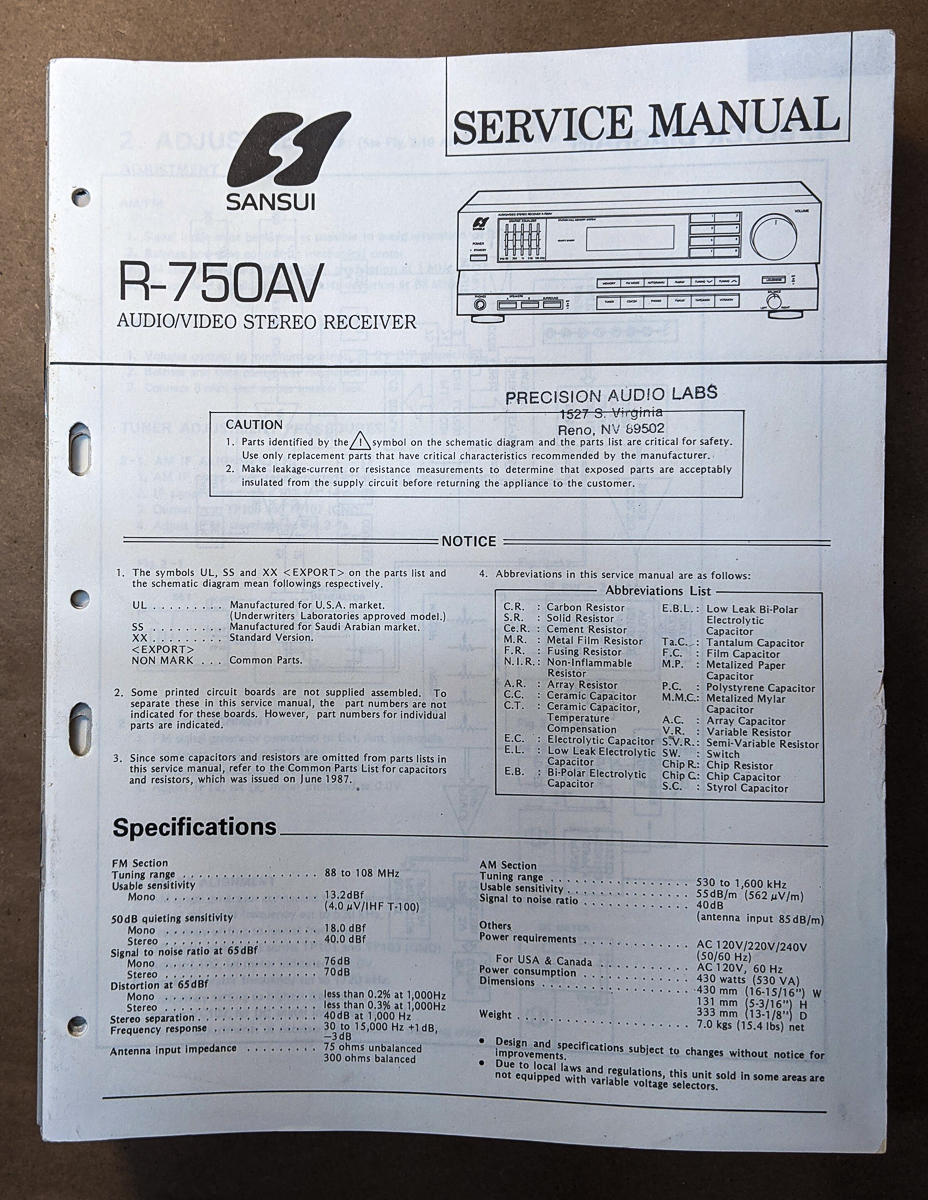 SERVICE MANUAL
SANSUI
R-750AV
AUDIO/VIDEO STEREO RECEIVER
PRECISION AUDIO LABS
1527 S. Virginia
Reno, NV 89502
CAUTION
1. Parts identified by the ⚠ symbol on the schematic diagram and the parts list are critical for safety.
Use only replacement parts that have critical characteristics recommended by the manufacturer.
2. Make leakage-current or resistance measurements to determine that exposed parts are acceptably
insulated from the supply circuit before returning the appliance to the customer.
NOTICE
1. The symbols UL, SS and XX <EXPORT> on the parts list and
the schematic diagram mean followings respectively.
UL . . . . . . . . . Manufactured for U.S.A. market.
(Underwriters Laboratories approved model.)
SS . . . . . . . . . Manufactured for Saudi Arabian market.
XX . . . . . . . . . Standard Version.
<EXPORT>
NON MARK . . . Common Parts.
2. Some printed circuit boards are not supplied assembled. To
separate these in this service manual, the part numbers are not
indicated for these boards. However, part numbers for individual
parts are indicated.
3. Since some capacitors and resistors are omitted from parts lists in
this service manual, refer to the Common Parts List for capacitors
and resistors, which was issued on June 1987.
4. Abbreviations in this service manual are as follows:
Abbreviations List
C.R. : Carbon Resistor
S.R. : Solid Resistor
Ce.R. : Cement Resistor
M.R. : Metal Film Resistor
F.R. : Fusing Resistor
N.I.R. : Non-Inflammable
Resistor
A.R. : Array Resistor
C.C. : Ceramic Capacitor
C.T. : Ceramic Capacitor,
Temperature
Compensation
E.C. : Electrolytic Capacitor
E.L. : Low Leak Electrolytic
Capacitor
E.B. : Bi-Polar Electrolytic
Capacitor
E.B.L. : Low Leak Bi-Polar
Electrolytic
Capacitor
Ta.C. : Tantalum Capacitor
F.C. : Film Capacitor
M.P. : Metalized Paper
Capacitor
P.C. : Polystyrene Capacitor
M.M.C.: Metalized Mylar
Capacitor
A.C. : Array Capacitor
V.R. : Variable Resistor
S.V.R. : Semi-Variable Resistor
SW. : Switch
Chip R.: Chip Resistor
Chip C.: Chip Capacitor
S.C. : Styrol Capacitor
Specifications
FM Section
Tuning range . . . . . . . . . . . . . . . . . 88 to 108 MHz
Usable sensitivity
Mono . . . . . . . . . . . . . . . . . 13.2dBf
(4.0 µV/IHF T-100)
50dB quieting sensitivity
Mono . . . . . . . . . . . . . . . . . 18.0 dBf
Stereo . . . . . . . . . . . . . . . . . 40.0 dBf
Signal to noise ratio at 65dBf
Mono . . . . . . . . . . . . . . . . . 76dB
Stereo . . . . . . . . . . . . . . . . . 70dB
Distortion at 65dBf
Mono . . . . . . . . . . . . . . . . . less than 0.2% at 1,000Hz
Stereo . . . . . . . . . . . . . . . . . less than 0.3% at 1,000Hz
Stereo separation . . . . . . . . . . . . . . 40dB at 1,000 Hz
Frequency response . . . . . . . . . . . . . 30 to 15,000 Hz +1dB,
−3dB
Antenna input impedance . . . . . . . . . 75 ohms unbalanced
300 ohms balanced
AM Section
Tuning range . . . . . . . . . . . . . . . . . 530 to 1,600 kHz
Usable sensitivity . . . . . . . . . . . . . . 55dB/m (562 µV/m)
Signal to noise ratio . . . . . . . . . . . . 40dB
(antenna input 85dB/m)
Others
Power requirements . . . . . . . . . . . . . AC 120V/220V/240V
(50/60 Hz)
For USA & Canada . . . . . . . . . . . AC 120V, 60 Hz
Power consumption . . . . . . . . . . . . . 430 watts (530 VA)
Dimensions . . . . . . . . . . . . . . . . . 430 mm (16-15/16") W
131 mm (5-3/16") H
333 mm (13-1/8") D
Weight . . . . . . . . . . . . . . . . . . . 7.0 kgs (15.4 lbs) net
• Design and specifications subject to changes without notice for
improvements.
• Due to local laws and regulations, this unit sold in some areas are
not equipped with variable voltage selectors.